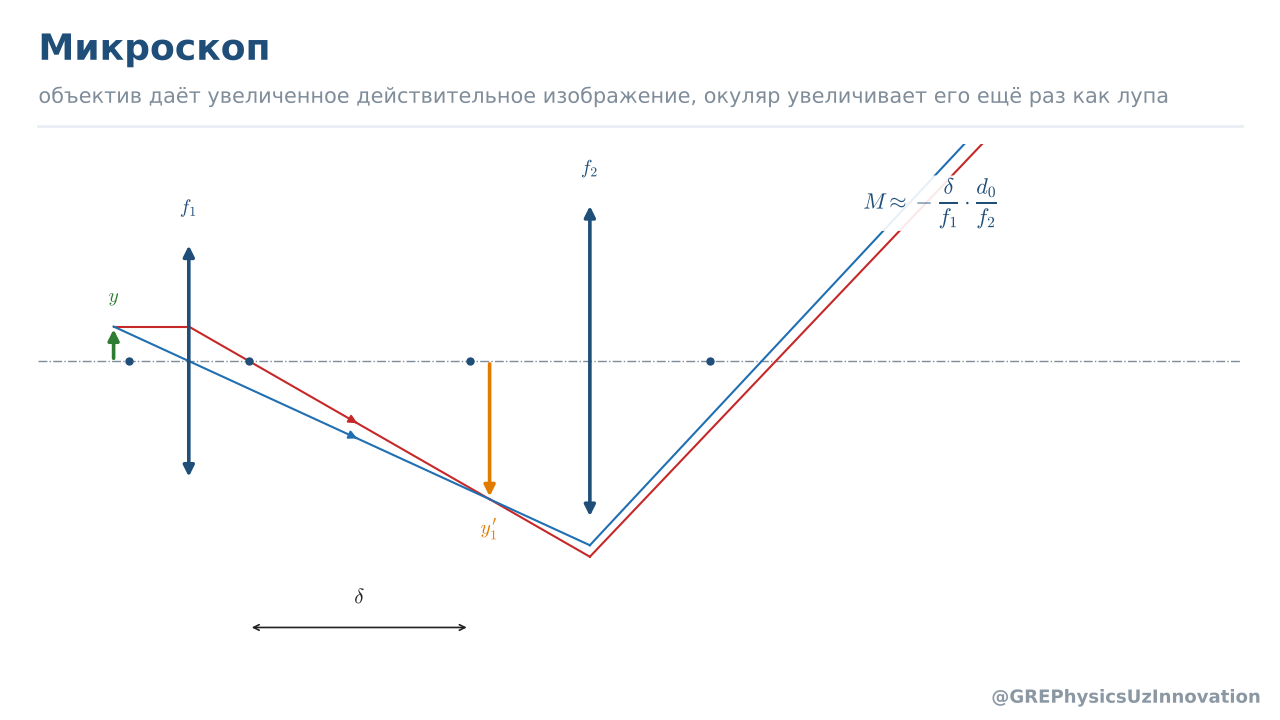 Микроскоп
объектив даёт увеличенное действительное изображение, окуляр увеличивает его ещё раз как лупа
f₂
M ≈ − δ/f₁ · d₀/f₂
f₁
y
y₁′
δ
@GREPhysicsUzInnovation